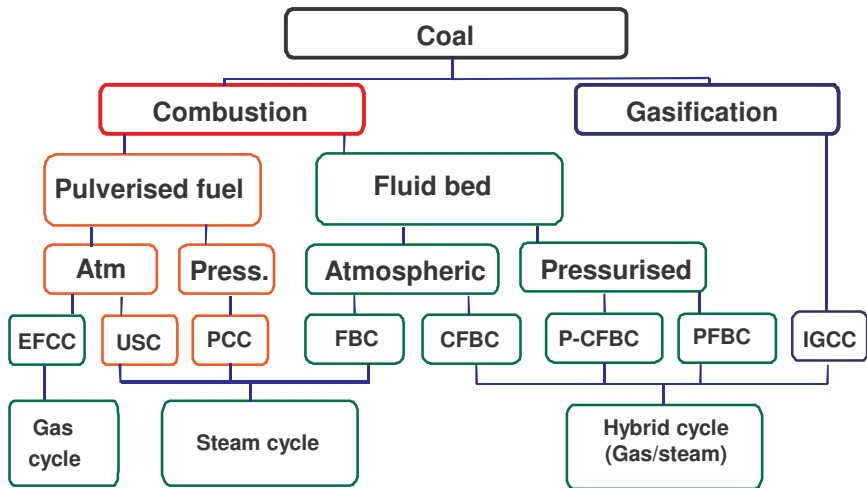 Coal
Combustion
Gasification
Pulverised fuel
Fluid bed
Atm
Press.
Atmospheric
Pressurised
EFCC
USC
PCC
FBC
CFBC
P-CFBC
PFBC
IGCC
Gas
cycle
Steam cycle
Hybrid cycle
(Gas/steam)